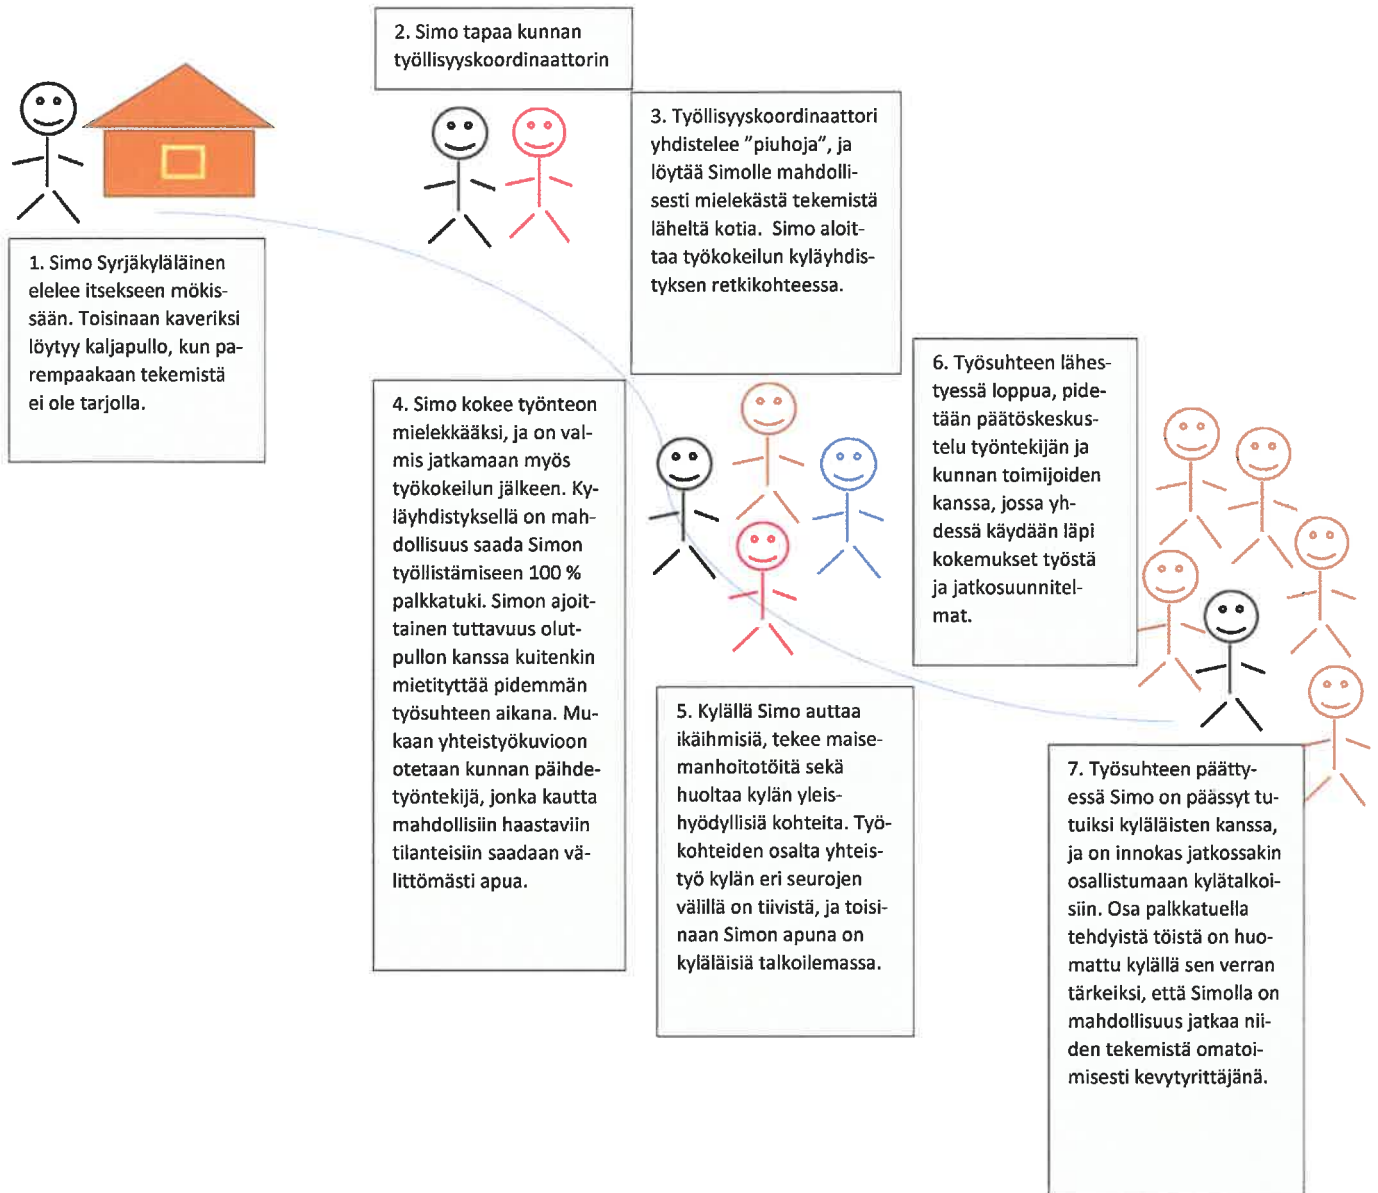 1. Simo Syrjäkyläläinen
elelee itsekseen mökis-
sään. Toisinaan kaveriksi
löytyy kaljapullo, kun pa-
rempaakaan tekemistä
ei ole tarjolla.
2. Simo tapaa kunnan
työllisyyskoordinaattorin
3. Työllisyyskoordinaattori
yhdistelee ”piuhoja”, ja
löytää Simolle mahdolli-
sesti mielekästä tekemistä
läheltä kotia. Simo aloit-
taa työkokeilun kyläyhdis-
tyksen retkikohteessa.
4. Simo kokee työnteon
mielekkääksi, ja on val-
mis jatkamaan myös
työkokeilun jälkeen. Ky-
läyhdistyksellä on mah-
dollisuus saada Simon
työllistämiseen 100 %
palkkatuki. Simon ajoit-
tainen tuttavuus olut-
pullon kanssa kuitenkin
mietityttää pidemmän
työsuhteen aikana. Mu-
kaan yhteistyökuvioon
otetaan kunnan päihde-
työntekijä, jonka kautta
mahdollisiin haastaviin
tilanteisiin saadaan vä-
littömästi apua.
5. Kylällä Simo auttaa
ikäihmisiä, tekee maise-
manhoitotöitä sekä
huoltaa kylän yleis-
hyödyllisiä kohteita. Työ-
kohteiden osalta yhteis-
työ kylän eri seurojen
välillä on tiivistä, ja toisi-
naan Simon apuna on
kyläläisiä talkoilemassa.
6. Työsuhteen lähes-
tyessä loppua, pide-
tään päätöskeskus-
telu työntekijän ja
kunnan toimijoiden
kanssa, jossa yh-
dessä käydään läpi
kokemukset työstä
ja jatkosuunnitel-
mat.
7. Työsuhteen päätty-
essä Simo on päässyt tu-
tuiksi kyläläisten kanssa,
ja on innokas jatkossakin
osallistumaan kylätalkoi-
siin. Osa palkkatuella
tehdyistä töistä on huo-
mattu kylällä sen verran
tärkeiksi, että Simolla on
mahdollisuus jatkaa nii-
den tekemistä omatoi-
misesti kevytyrittäjänä.